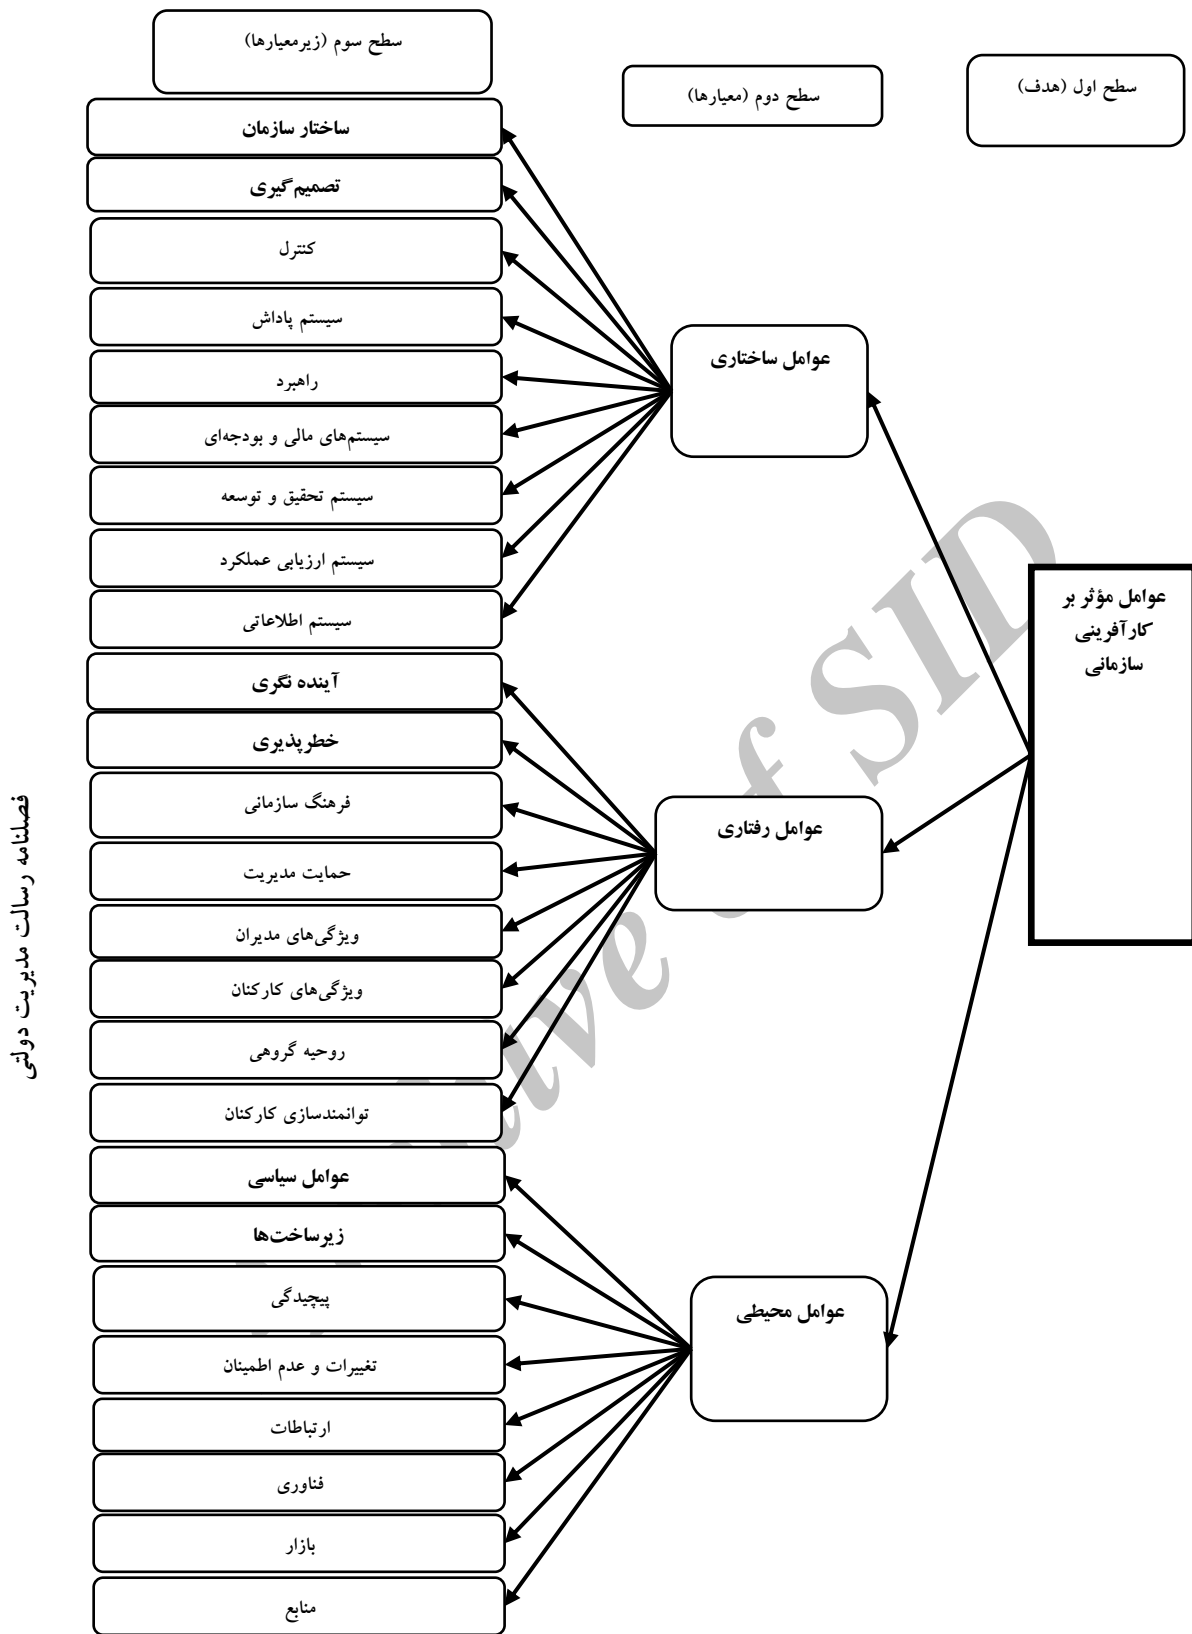 سطح اول (هدف)
سطح دوم (معیارها)
سطح سوم (زیرمعیارها)
عوامل مؤثر بر
کارآفرینی
سازمانی
عوامل ساختاری
ساختار سازمان
تصمیم‌گیری
کنترل
سیستم پاداش
راهبرد
سیستم‌های مالی و بودجه‌ای
سیستم تحقیق و توسعه
سیستم ارزیابی عملکرد
سیستم اطلاعاتی
عوامل رفتاری
آینده نگری
خطرپذیری
فرهنگ سازمانی
حمایت مدیریت
ویژگی‌های مدیران
ویژگی‌های کارکنان
روحیه گروهی
توانمندسازی کارکنان
عوامل محیطی
عوامل سیاسی
زیرساخت‌ها
پیچیدگی
تغییرات و عدم اطمینان
ارتباطات
فناوری
بازار
منابع
فصلنامه رسالت مدیریت دولتی
of SID